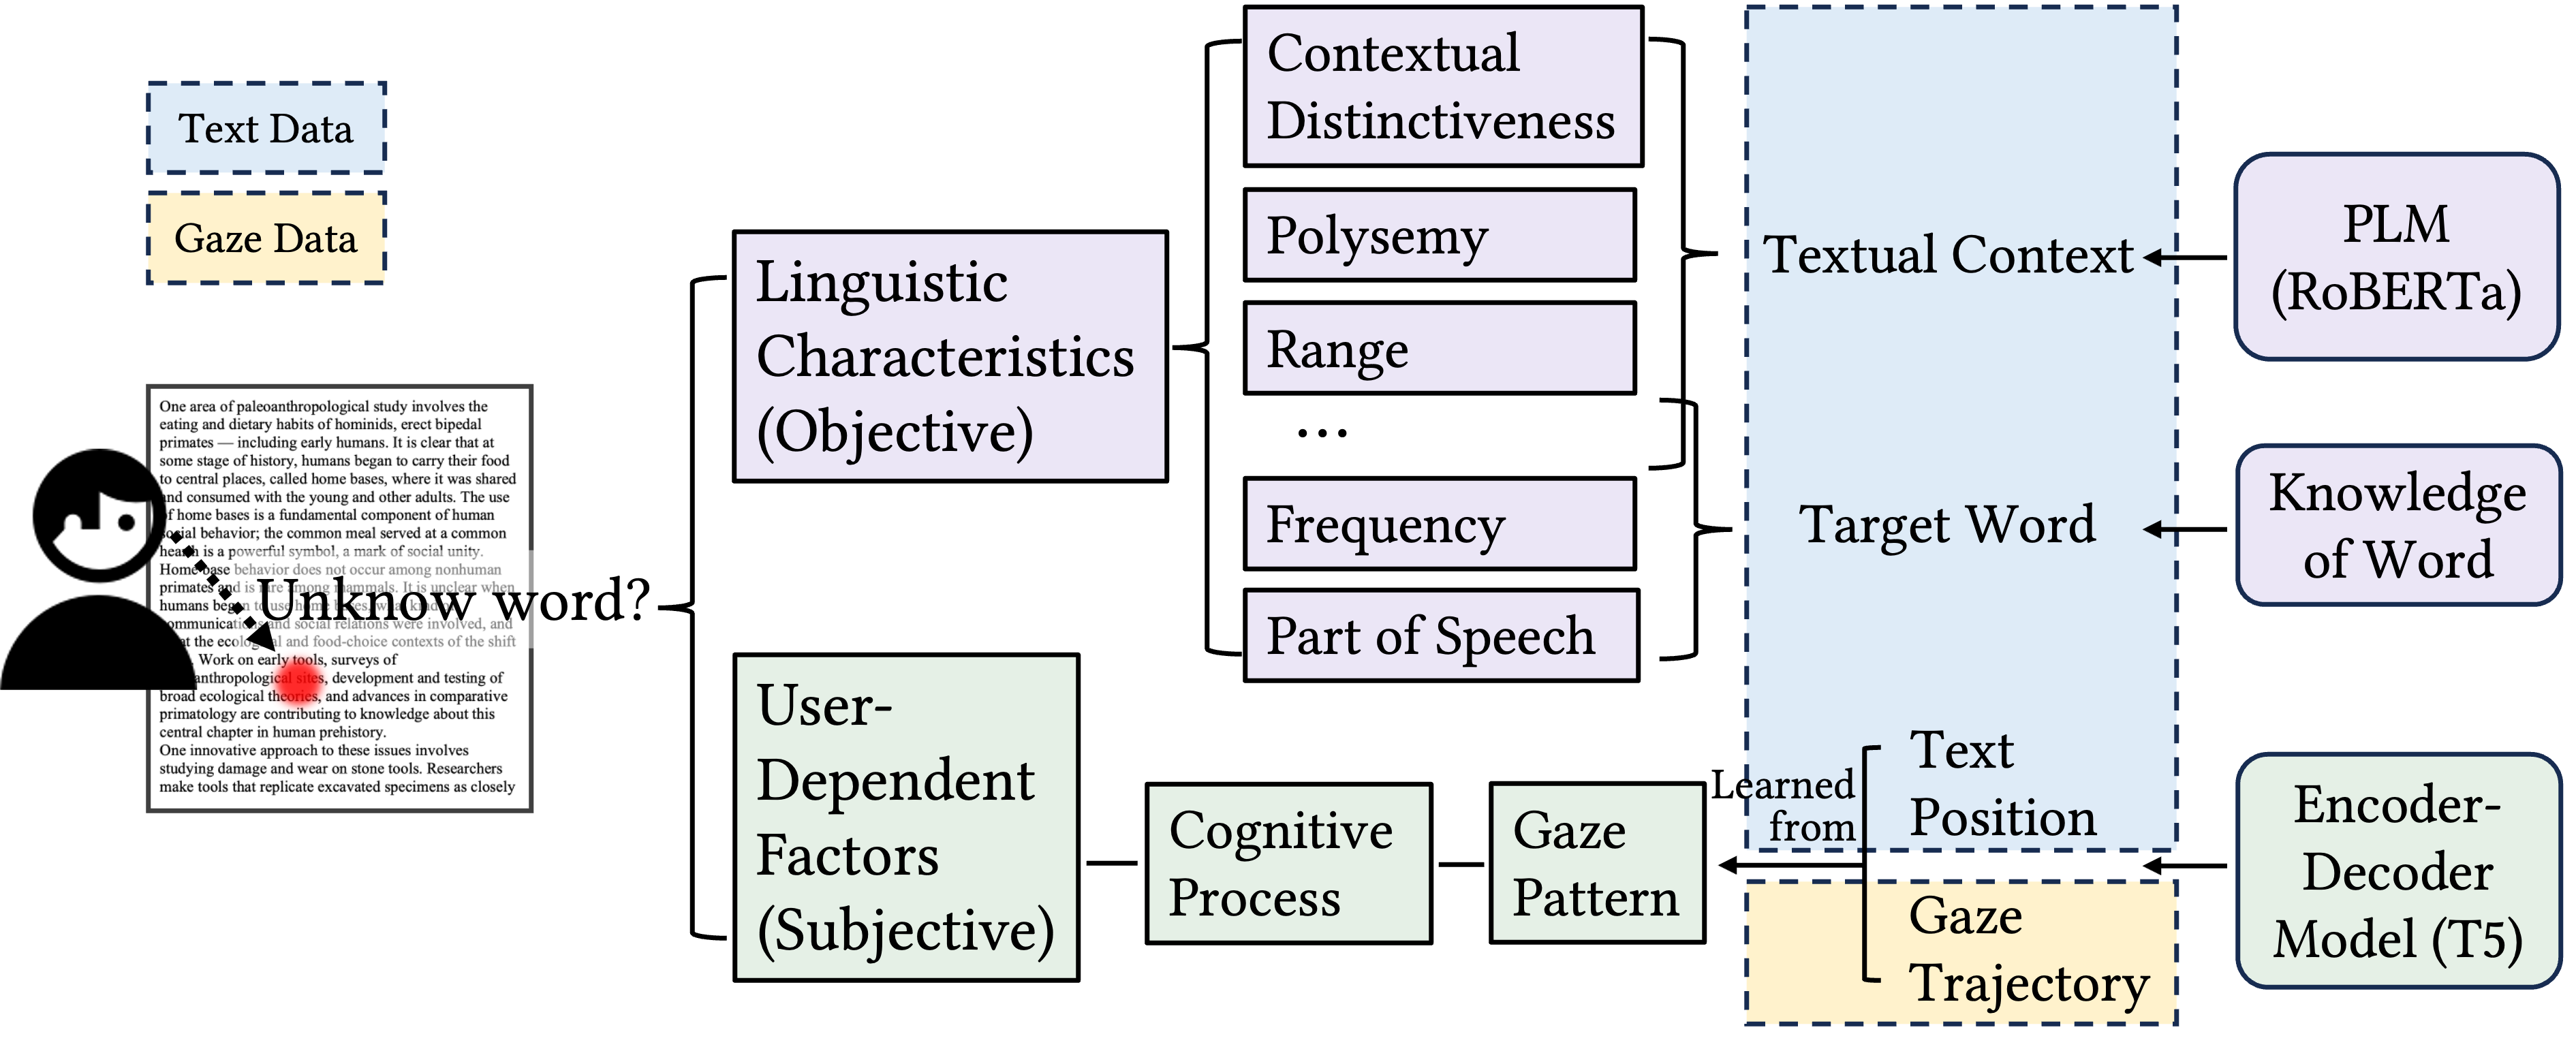 Text Data
Gaze Data
One area of paleoanthropological study involves the
eating and dietary habits of hominids, erect bipedal
primates — including early humans. It is clear that at
some stage of history, humans began to carry their food
to central places, called home bases, where it was shared
and consumed with the young and other adults. The use
of home bases is a fundamental component of human
social behavior; the common meal served at a common
hearth is a powerful symbol, a mark of social unity.
Home base behavior does not occur among nonhuman
primates and is rare among mammals. It is unclear when
humans began to use home bases, what kind of
communications and social relations were involved, and
the ecological and food-choice contexts of the shift
Work on early tools, surveys of
anthropological sites, development and testing of
broad ecological theories, and advances in comparative
primatology are contributing to knowledge about this
central chapter in human prehistory.
One innovative approach to these issues involves
studying damage and wear on stone tools. Researchers
make tools that replicate excavated specimens as closely
Unknow word?
Linguistic
Characteristics
(Objective)
User-
Dependent
Factors
(Subjective)
Contextual
Distinctiveness
Polysemy
Range
...
Frequency
Part of Speech
Cognitive
Process
Gaze
Pattern
Learned
from
Textual Context
Target Word
Text
Position
Gaze
Trajectory
PLM
(RoBERTa)
Knowledge
of Word
Encoder-
Decoder
Model (T5)